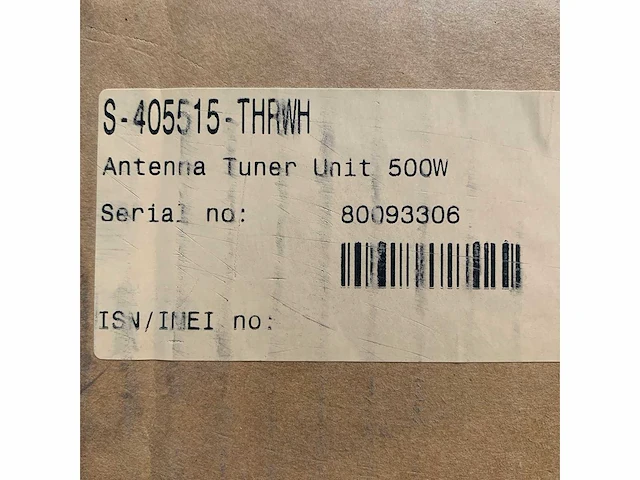 S-405515-THRWH
Antenna Tuner Unit 500W
Serial no: 80093306
ISN/IMEI no: